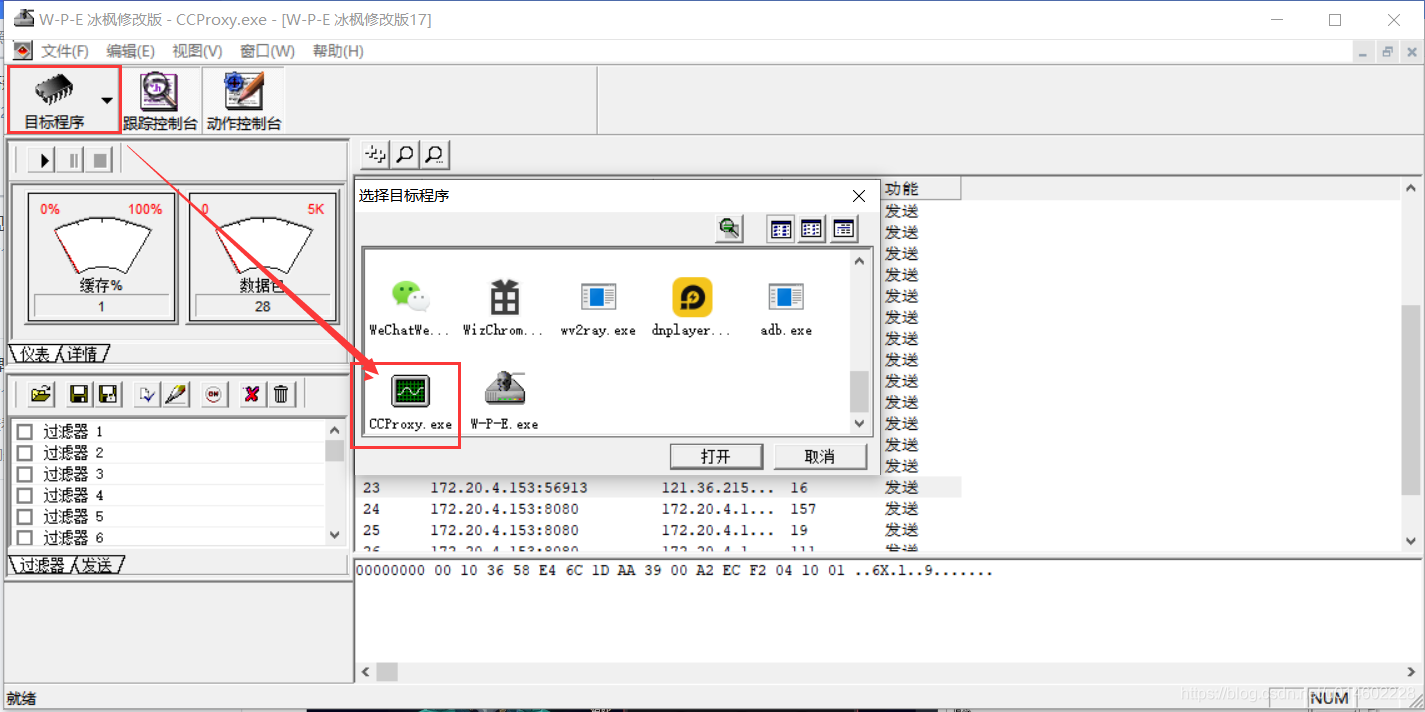 W-P-E 冰枫修改版 - CCProxy.exe - [W-P-E 冰枫修改版17]
文件(F) 编辑(E) 视图(V) 窗口(W) 帮助(H)
目标程序 跟踪控制台 动作控制台
选择目标程序
功能
0% 100% 0 5K
缓存% 数据包
1 28
仪表 详情
WeChatWe... WizChrom... wv2ray.exe dnplayer... adb.exe
CCProxy.exe W-P-E.exe
打开 取消
发送
发送
发送
发送
发送
发送
发送
发送
发送
发送
发送
发送
发送
ON
过滤器 1
过滤器 2
过滤器 3
过滤器 4
过滤器 5
过滤器 6
过滤器 发送
23 172.20.4.153:56913 121.36.215... 16 发送
24 172.20.4.153:8080 172.20.4.1... 157 发送
25 172.20.4.153:8080 172.20.4.1... 19 发送
26 172.20.4.153:8080 172.20.4.1... 111 发送
00000000 00 10 36 58 E4 6C 1D AA 39 00 A2 EC F2 04 10 01 ..6X.l..9.......
就绪
NUM